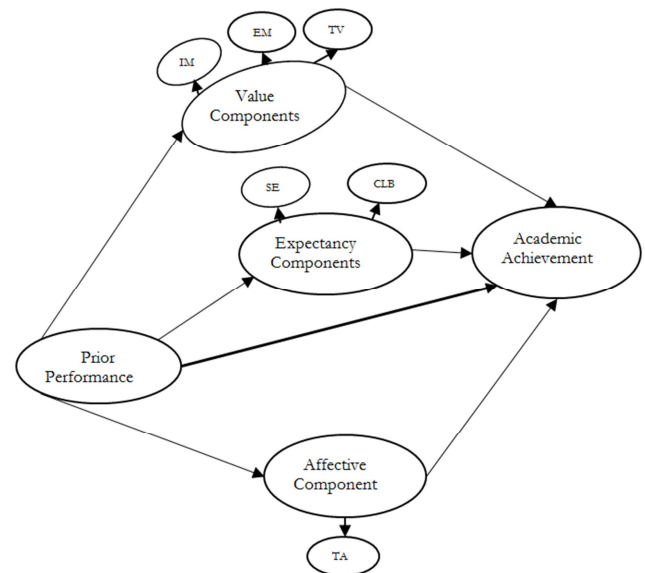 EM
TV
IM
Value
Components
SE
CLB
Expectancy
Components
Academic
Achievement
Prior
Performance
Affective
Component
TA